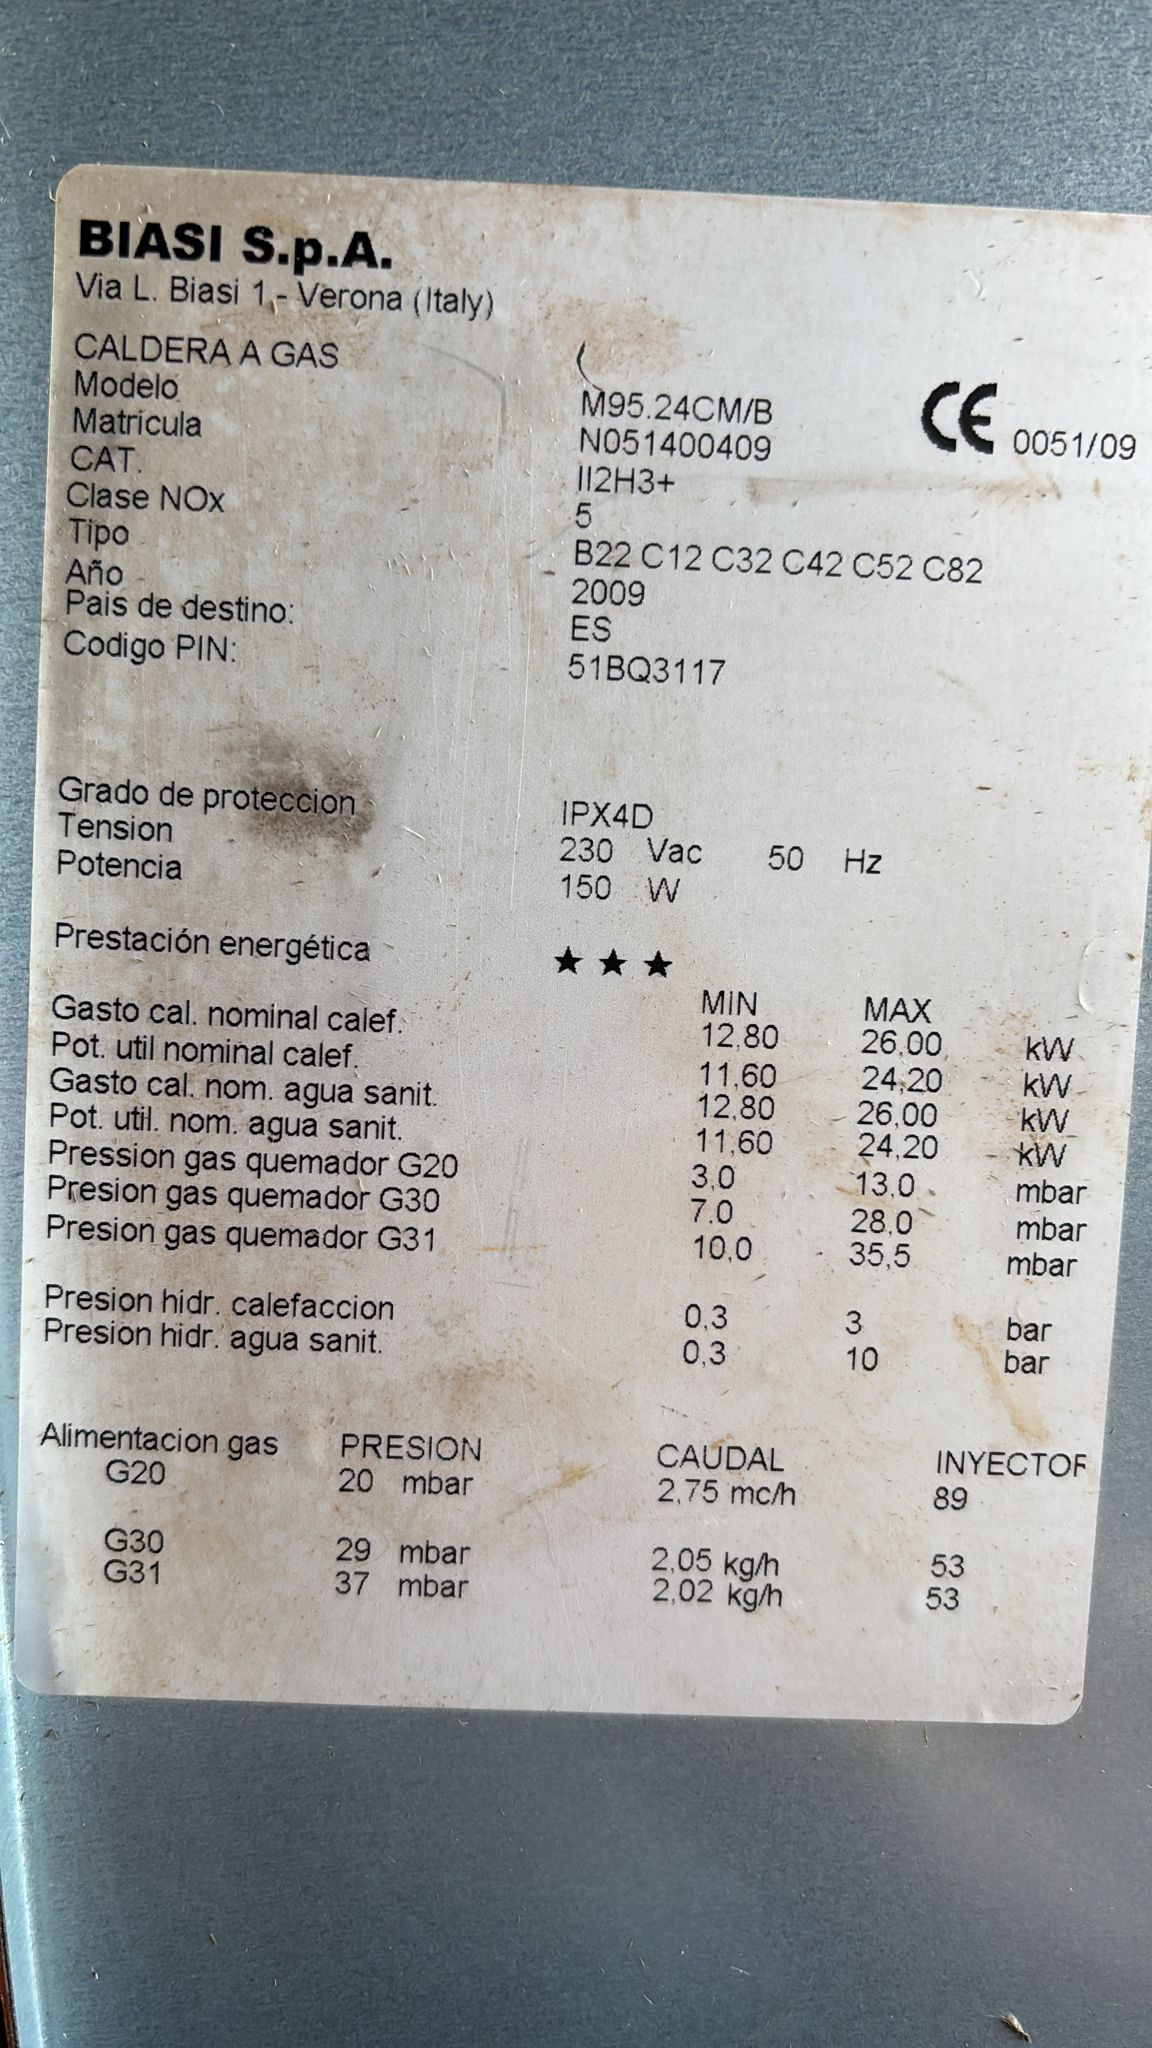 BIASI S.p.A.
Via L. Biasi 1 - Verona (Italy)
CALDERA A GAS
Modelo M95.24CM/B
Matricula N051400409 CE 0051/09
CAT. II2H3+
Clase NOx 5
Tipo B22 C12 C32 C42 C52 C82
Año 2009
Pais de destino: ES
Codigo PIN: 51BQ3117
Grado de proteccion IPX4D
Tension 230 Vac 50 Hz
Potencia 150 W
Prestación energética ★ ★ ★
MIN MAX
Gasto cal. nominal calef. 12,80 26,00 kW
Pot. util nominal calef. 11,60 24,20 kW
Gasto cal. nom. agua sanit. 12,80 26,00 kW
Pot. util. nom. agua sanit. 11,60 24,20 kW
Pression gas quemador G20 3,0 13,0 mbar
Presion gas quemador G30 7.0 28,0 mbar
Presion gas quemador G31 10,0 35,5 mbar
Presion hidr. calefaccion 0,3 3 bar
Presion hidr. agua sanit. 0,3 10 bar
Alimentacion gas PRESION CAUDAL INYECTOR
G20 20 mbar 2,75 mc/h 89
G30 29 mbar 2,05 kg/h 53
G31 37 mbar 2,02 kg/h 53